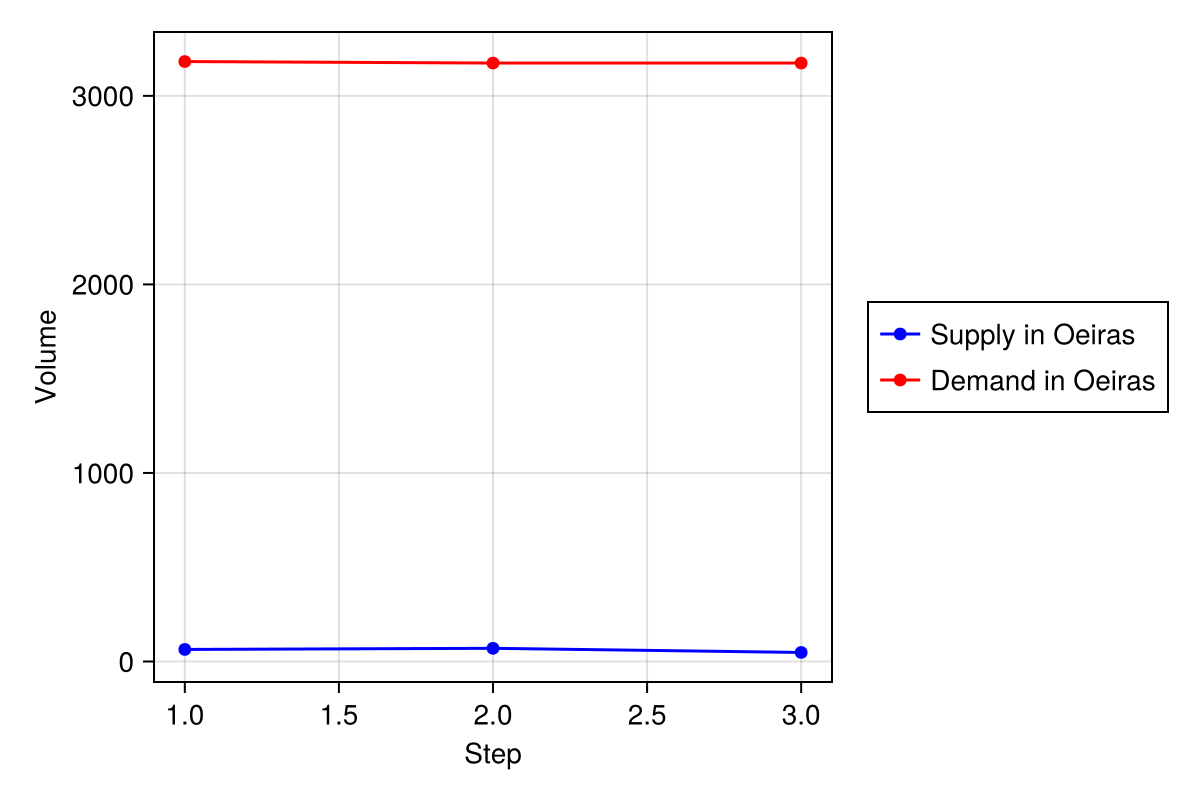 3000
2000
1000
0
Volume
1.0 1.5 2.0 2.5 3.0
Step
Supply in Oeiras
Demand in Oeiras